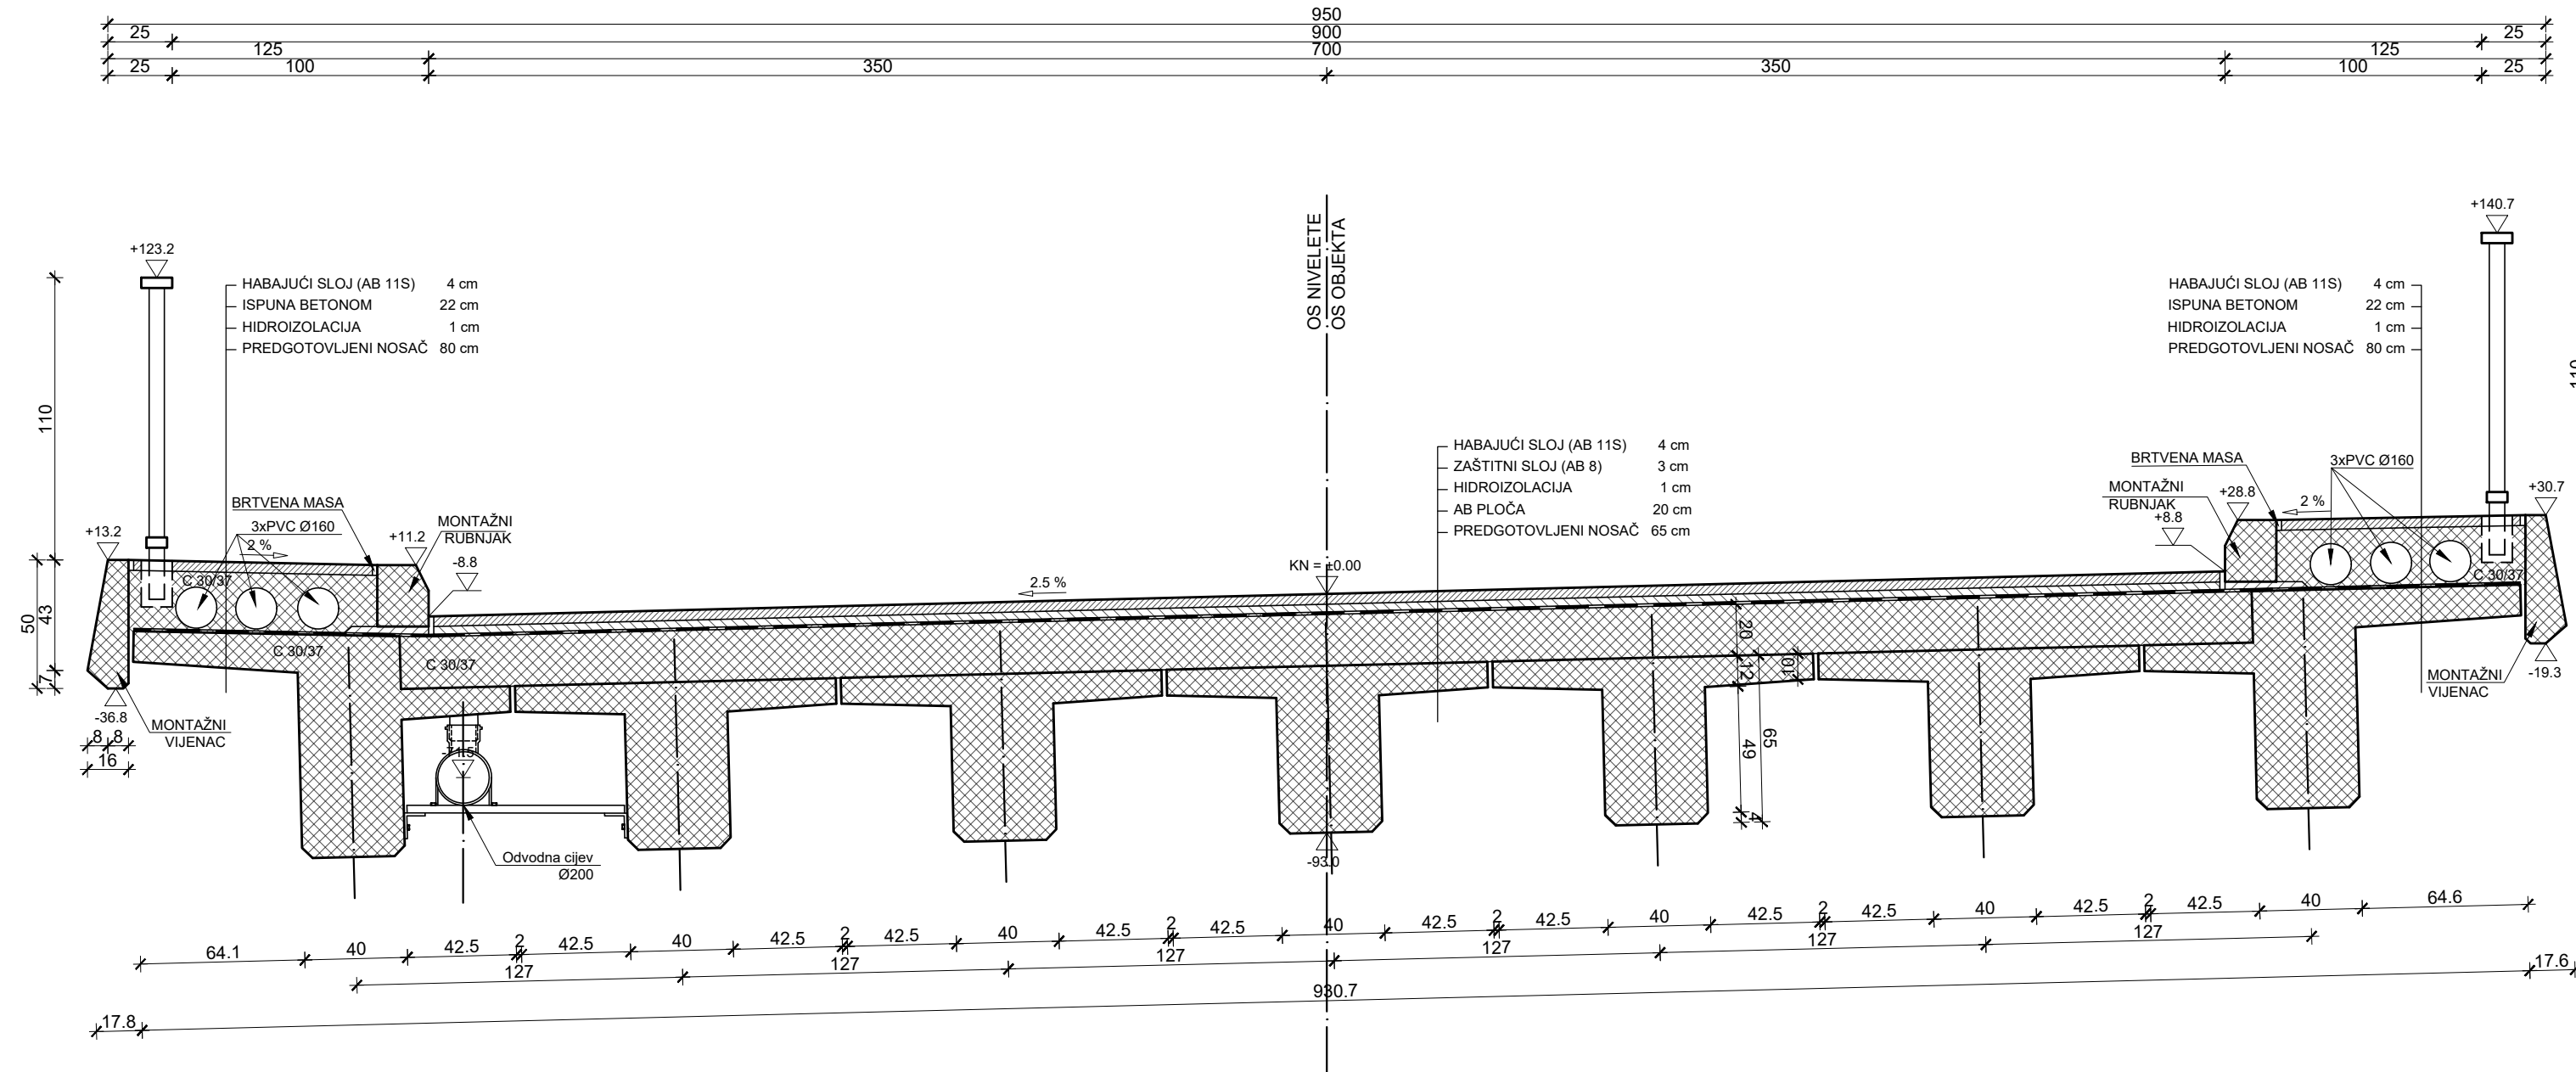 950
25 900 25
125 700 125
25 100 350 350 100 25
OS NIVELETE
OS OBJEKTA
+123.2
+140.7
HABAJUĆI SLOJ (AB 11S) 4 cm
ISPUNA BETONOM 22 cm
HIDROIZOLACIJA 1 cm
PREDGOTOVLJENI NOSAČ 80 cm
HABAJUĆI SLOJ (AB 11S) 4 cm
ISPUNA BETONOM 22 cm
HIDROIZOLACIJA 1 cm
PREDGOTOVLJENI NOSAČ 80 cm
110
110
HABAJUĆI SLOJ (AB 11S) 4 cm
ZAŠTITNI SLOJ (AB 8) 3 cm
HIDROIZOLACIJA 1 cm
AB PLOČA 20 cm
PREDGOTOVLJENI NOSAČ 65 cm
BRTVENA MASA
3xPVC Ø160
2 %
+13.2
+11.2
MONTAŽNI
RUBNJAK
-8.8
C 30/37
C 30/37
C 30/37
50
43
7
-36.8
MONTAŽNI
VIJENAC
8 8
16
-71.5
Odvodna cijev
Ø200
2.5 %
KN = ±0.00
-93.0
20
12
10
65
49
4
BRTVENA MASA
3xPVC Ø160
MONTAŽNI
RUBNJAK
+28.8
+8.8
2 %
+30.7
C 30/37
MONTAŽNI
VIJENAC
-19.3
64.1 40 42.5 2 42.5 40 42.5 2 42.5 40 42.5 2 42.5 40 42.5 2 42.5 40 42.5 2 42.5 40 42.5 2 42.5 40 64.6
127 127 127 127 127 127
17.8 930.7 17.6